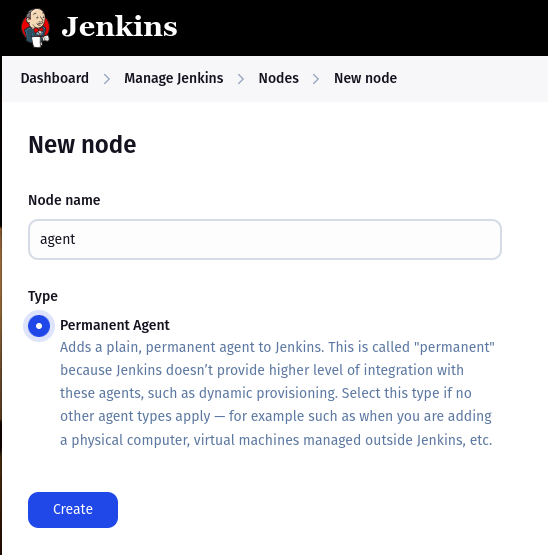 Jenkins
Dashboard > Manage Jenkins > Nodes > New node
New node
Node name
agent
Type
Permanent Agent
Adds a plain, permanent agent to Jenkins. This is called "permanent"
because Jenkins doesn’t provide higher level of integration with
these agents, such as dynamic provisioning. Select this type if no
other agent types apply — for example such as when you are adding
a physical computer, virtual machines managed outside Jenkins, etc.
Create